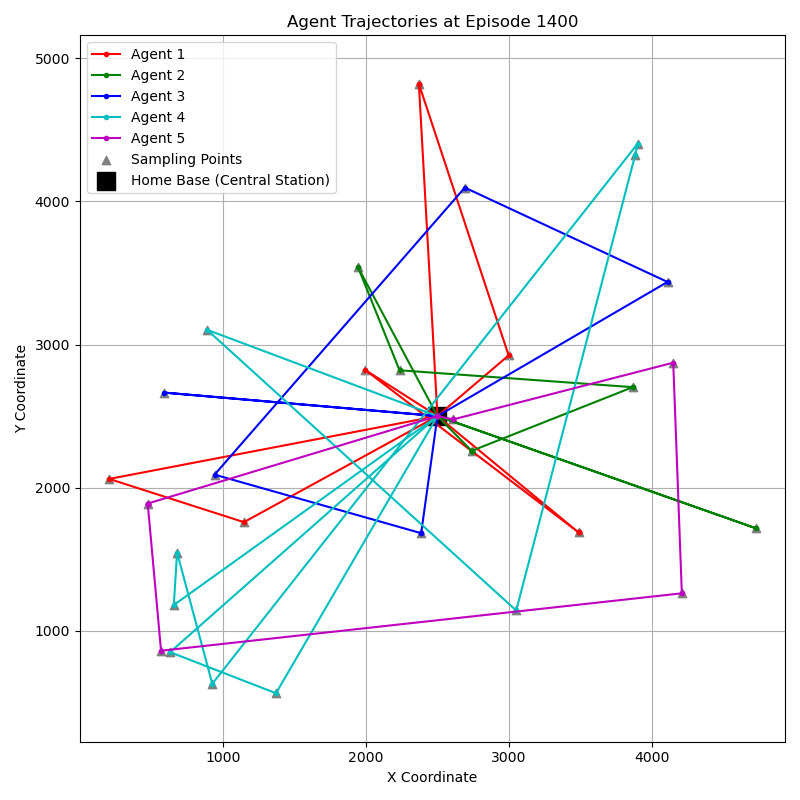 Agent Trajectories at Episode 1400
Agent 1
Agent 2
Agent 3
Agent 4
Agent 5
Sampling Points
Home Base (Central Station)
5000
4000
3000
2000
1000
Y Coordinate
1000
2000
3000
4000
X Coordinate